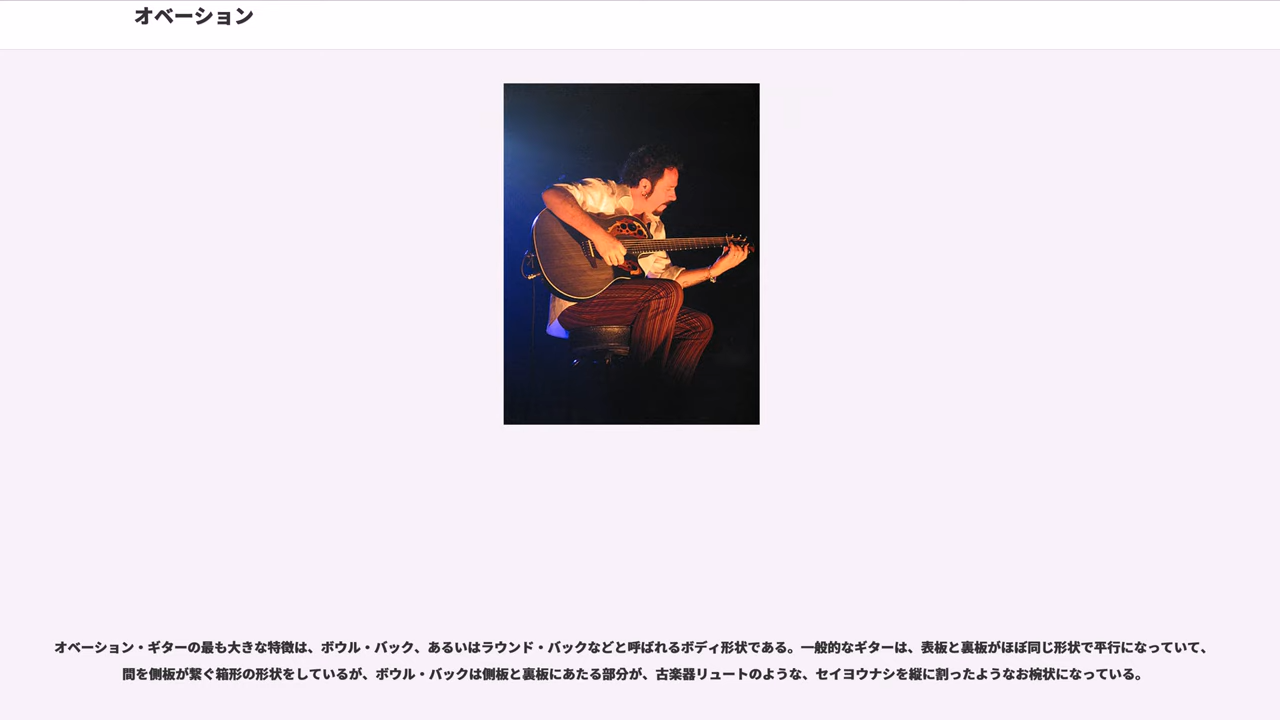 オベーション
オベーション・ギターの最も大きな特徴は、ボウル・バック、あるいはラウンド・バックなどと呼ばれるボディ形状である。一般的なギターは、表板と裏板がほぼ同じ形状で平行になっていて、
間を側板が繋ぐ箱形の形状をしているが、ボウル・バックは側板と裏板にあたる部分が、古楽器リュートのような、セイヨウナシを縦に割ったようなお椀状になっている。